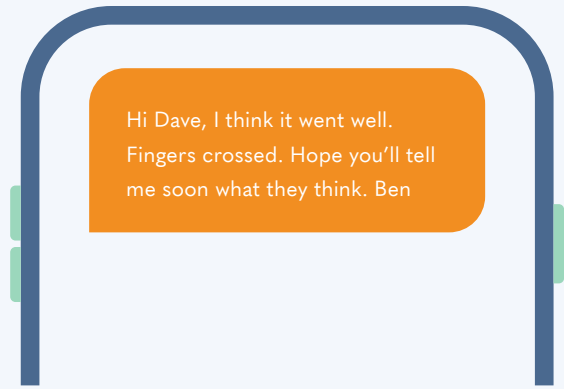 Hi Dave, I think it went well.
Fingers crossed. Hope you’ll tell
me soon what they think. Ben